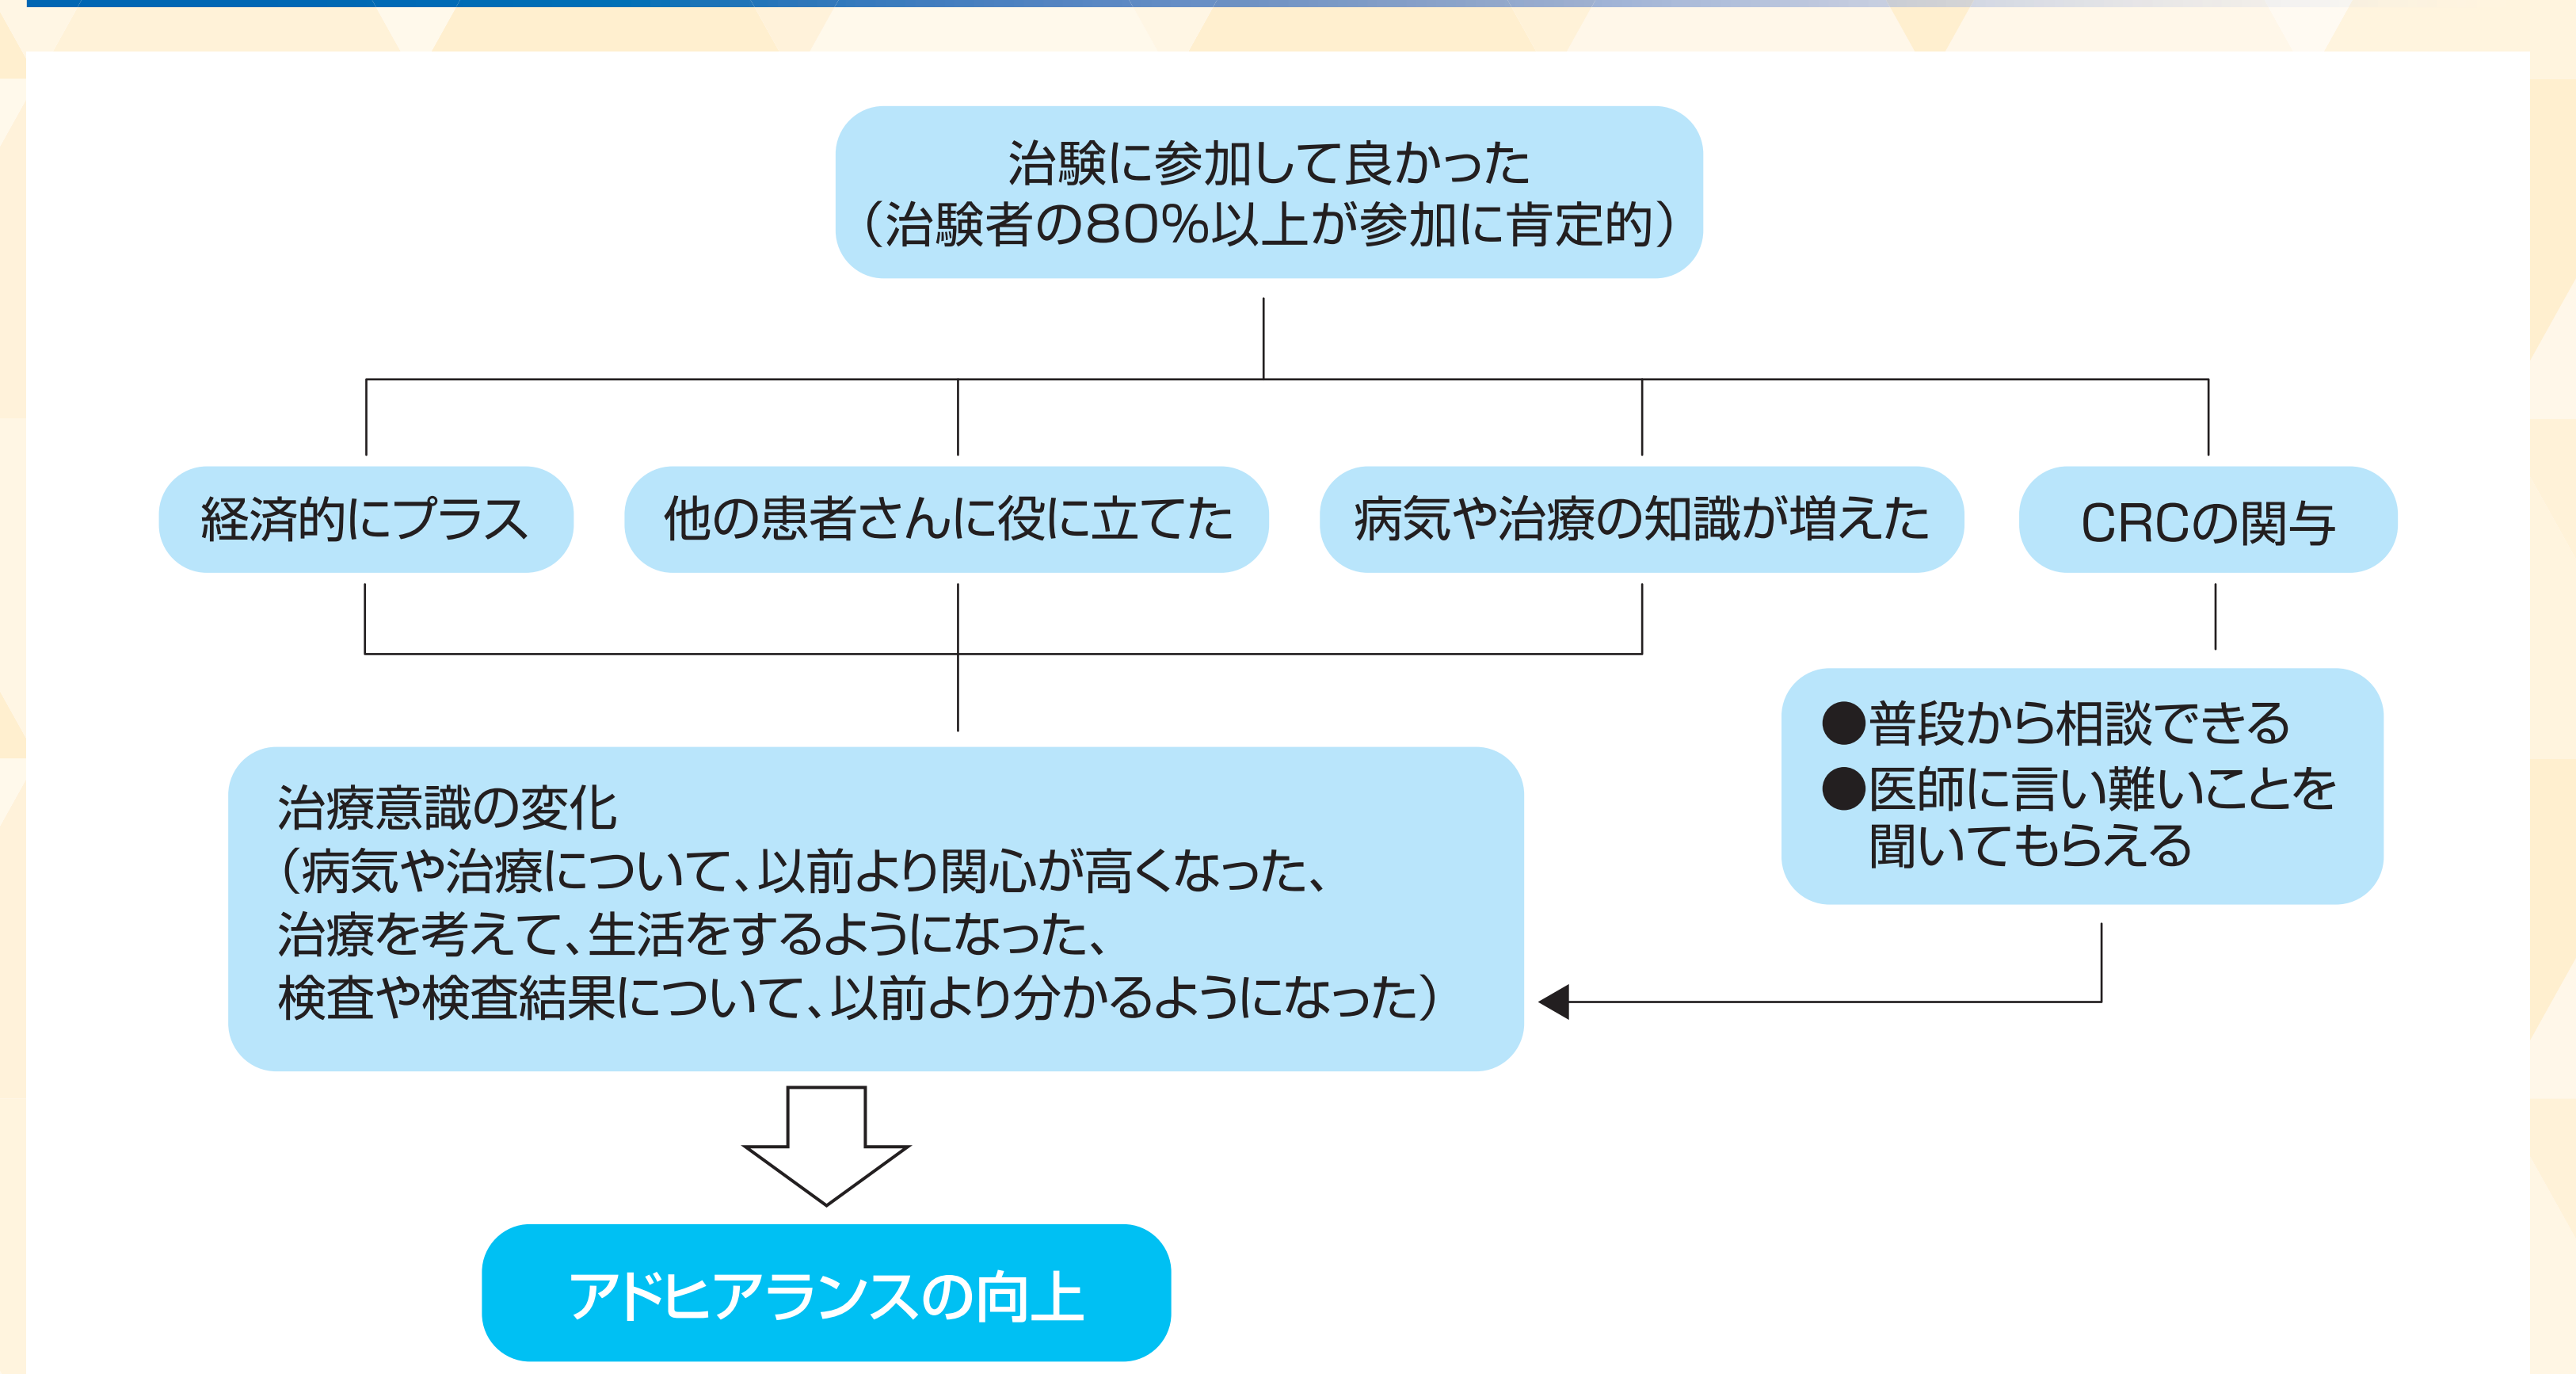 治験に参加して良かった
（治験者の80%以上が参加に肯定的）
経済的にプラス
他の患者さんに役に立てた
病気や治療の知識が増えた
CRCの関与
●普段から相談できる
●医師に言い難いことを
聞いてもらえる
治療意識の変化
（病気や治療について、以前より関心が高くなった、
治療を考えて、生活をするようになった、
検査や検査結果について、以前より分かるようになった）
アドヒアランスの向上